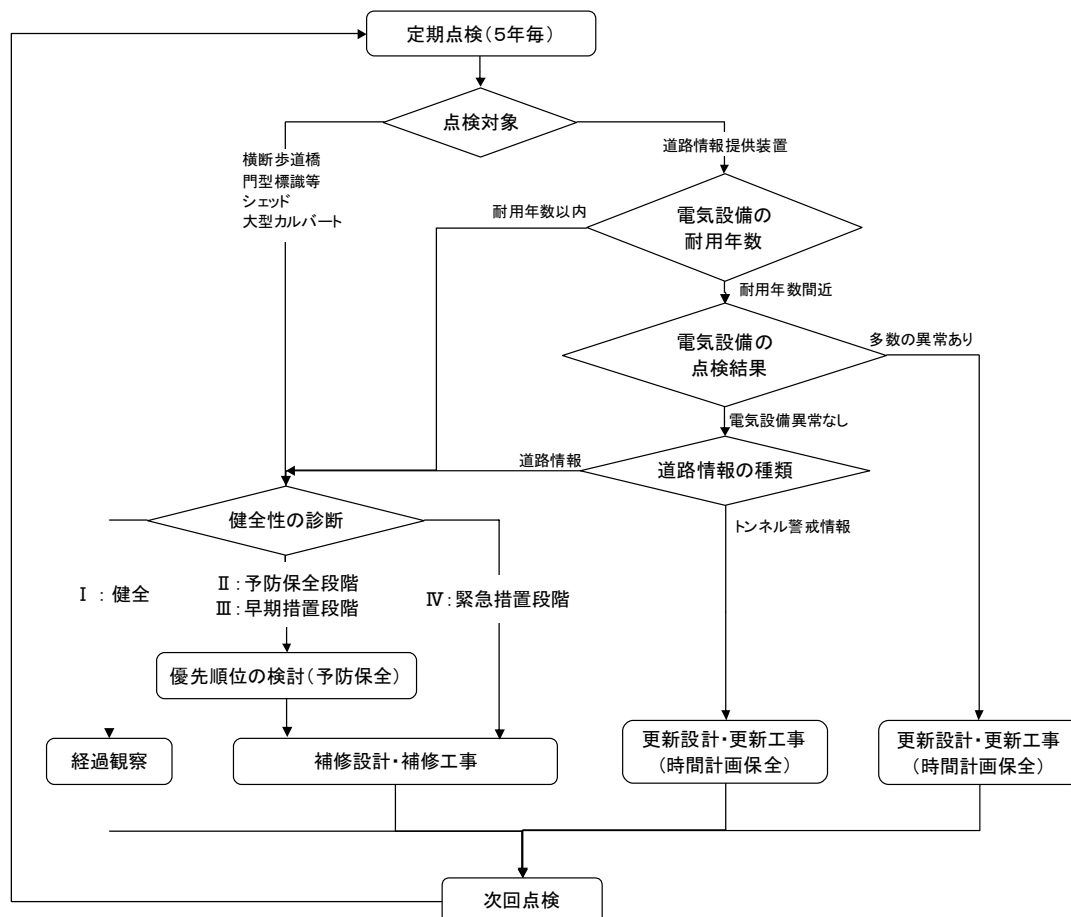 定期点検(5年毎)
点検対象
横断歩道橋
門型標識等
シェッド
大型カルバート
道路情報提供装置
耐用年数以内
電気設備の
耐用年数
耐用年数間近
電気設備の
点検結果
多数の異常あり
電気設備異常なし
道路情報
道路情報の種類
健全性の診断
トンネル警戒情報
Ⅰ : 健全
Ⅱ : 予防保全段階
Ⅲ : 早期措置段階
Ⅳ : 緊急措置段階
優先順位の検討(予防保全)
経過観察
補修設計・補修工事
更新設計・更新工事
(時間計画保全)
更新設計・更新工事
(時間計画保全)
次回点検